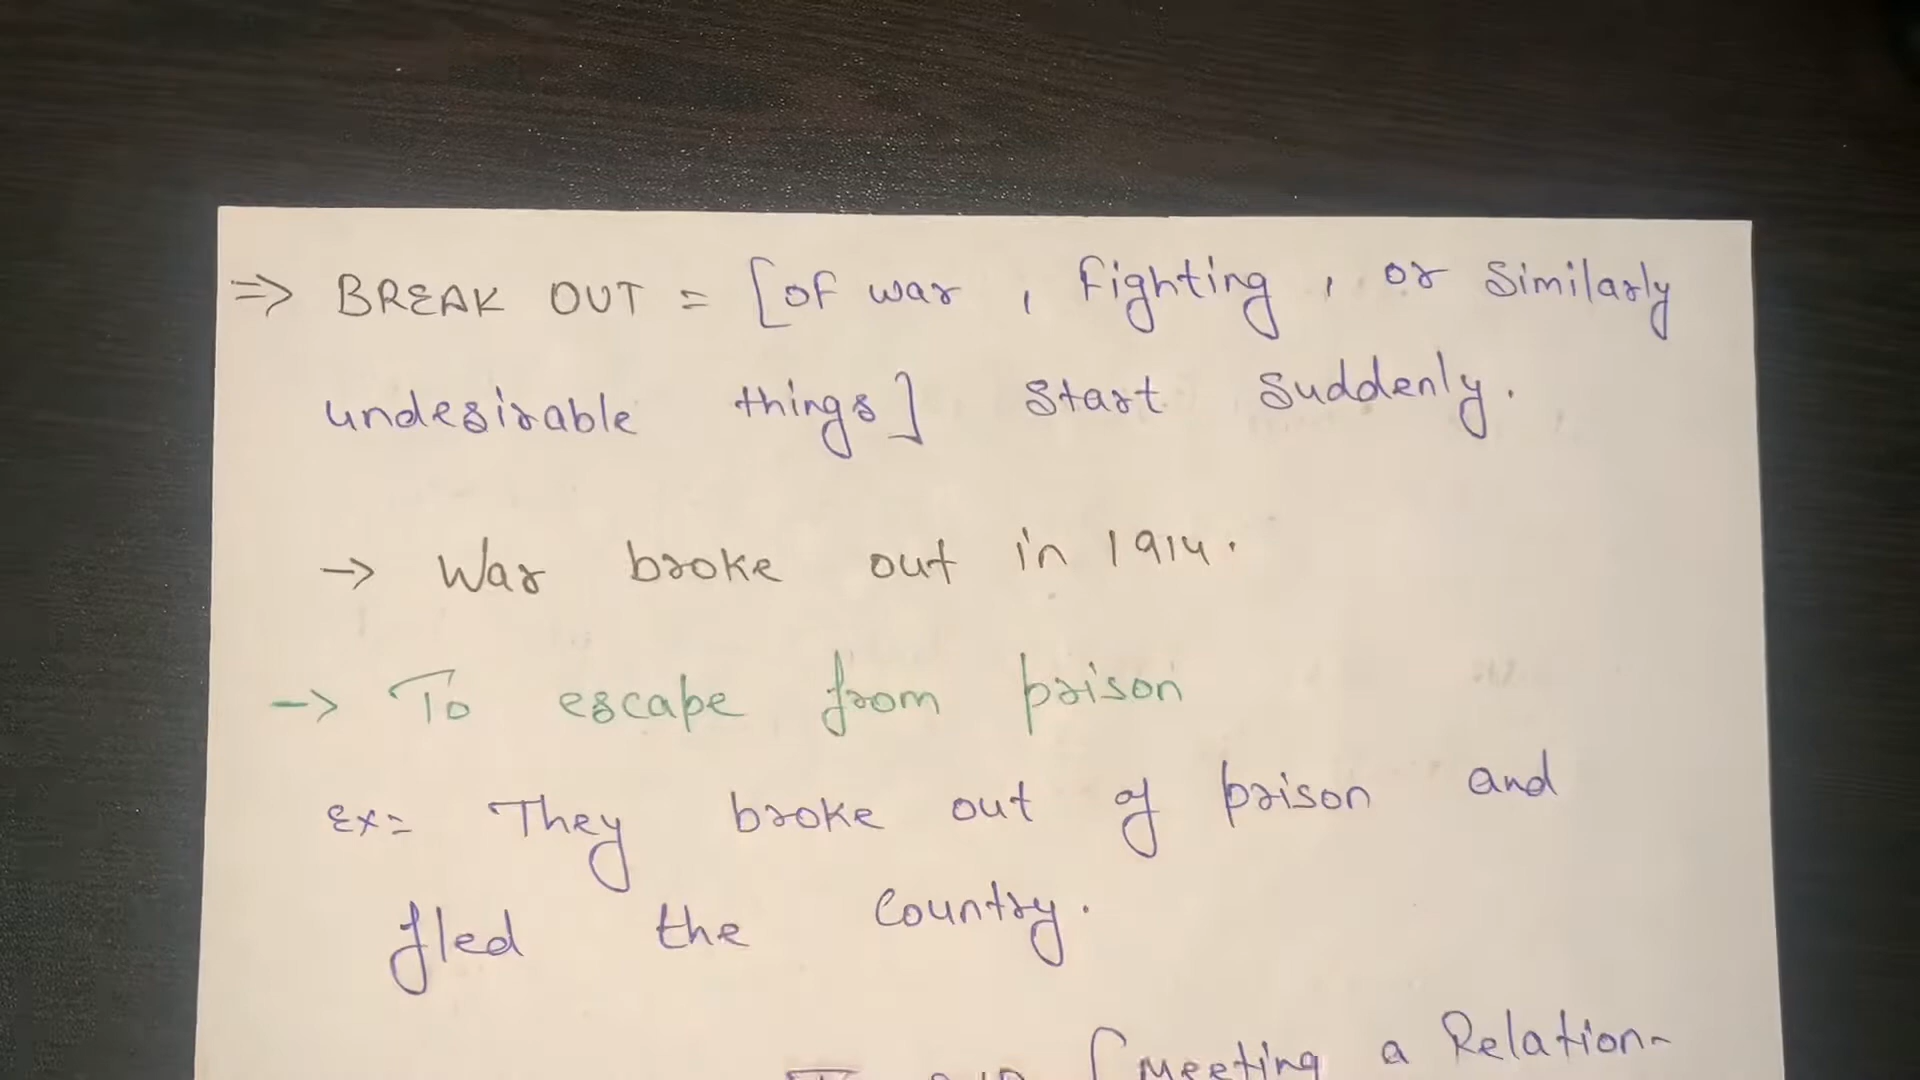 ⇒ BREAK OUT = [of war , Fighting , or Similarly
undesirable things] start suddenly.
→ War broke out in 1914.
→ To escape from prison
Ex= They broke out of prison and
fled the Country.
[Meeting a Relation-